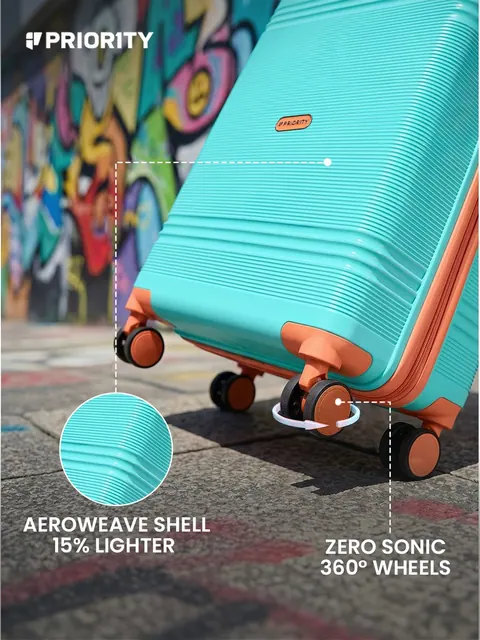 PRIORITY
PRIORITY
AEROWEAVE SHELL
15% LIGHTER
ZERO SONIC
360° WHEELS